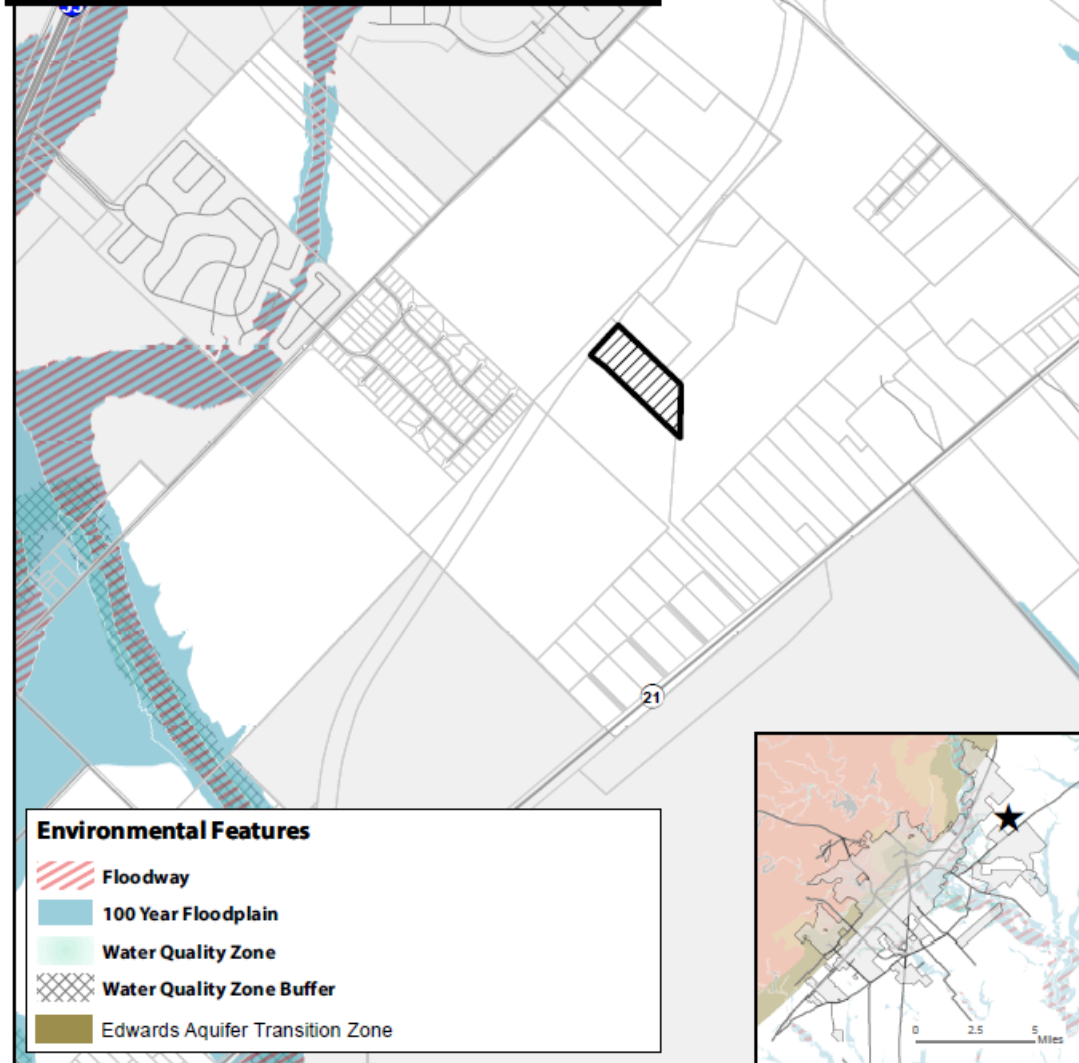 35
21
Environmental Features
Floodway
100 Year Floodplain
Water Quality Zone
Water Quality Zone Buffer
Edwards Aquifer Transition Zone
0 2.5 5
Miles